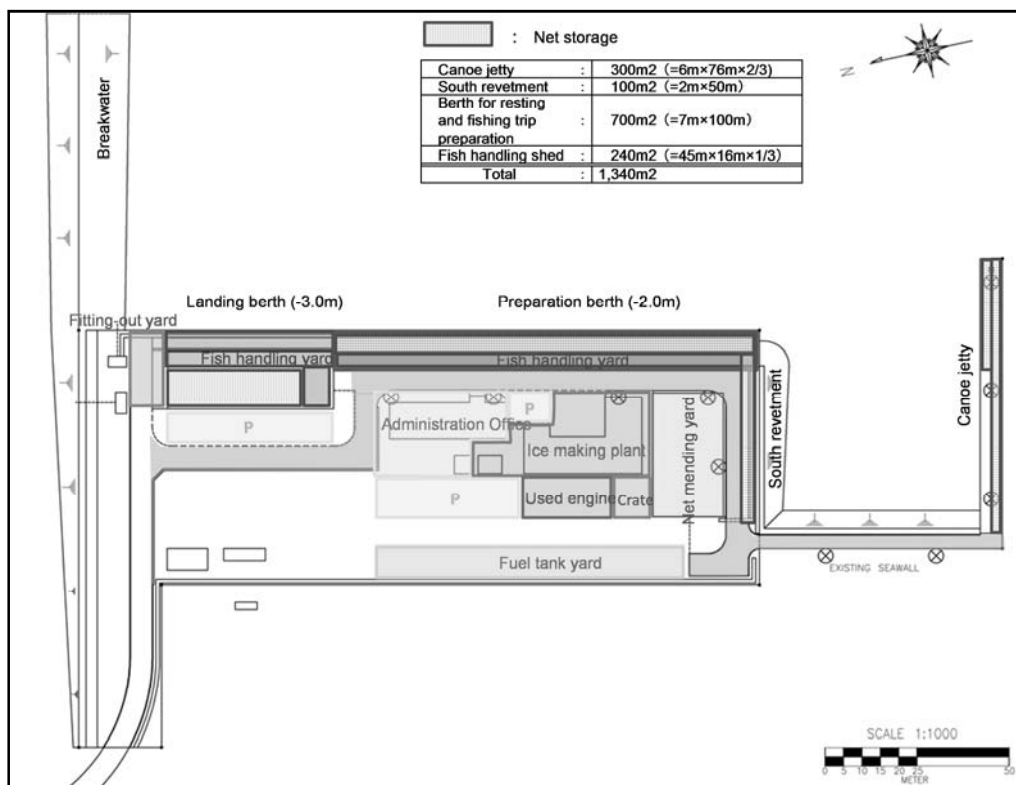 : Net storage
N
Canoe jetty : 300m2 (=6m×76m×2/3)
South revetment : 100m2 (=2m×50m)
Berth for resting
and fishing trip : 700m2 (=7m×100m)
preparation
Fish handling shed : 240m2 (=45m×16m×1/3)
Total : 1,340m2
Breakwater
Landing berth (-3.0m)
Preparation berth (-2.0m)
Fitting-out yard
Fish handling yard
Fish handling yard
P
Administration Office
P
Ice making plant
Net mending yard
South revetment
Canoe jetty
P
Used engine
Crate
Fuel tank yard
EXISTING SEAWALL
SCALE 1:1000
0 5 10 15 20 25 50
METER